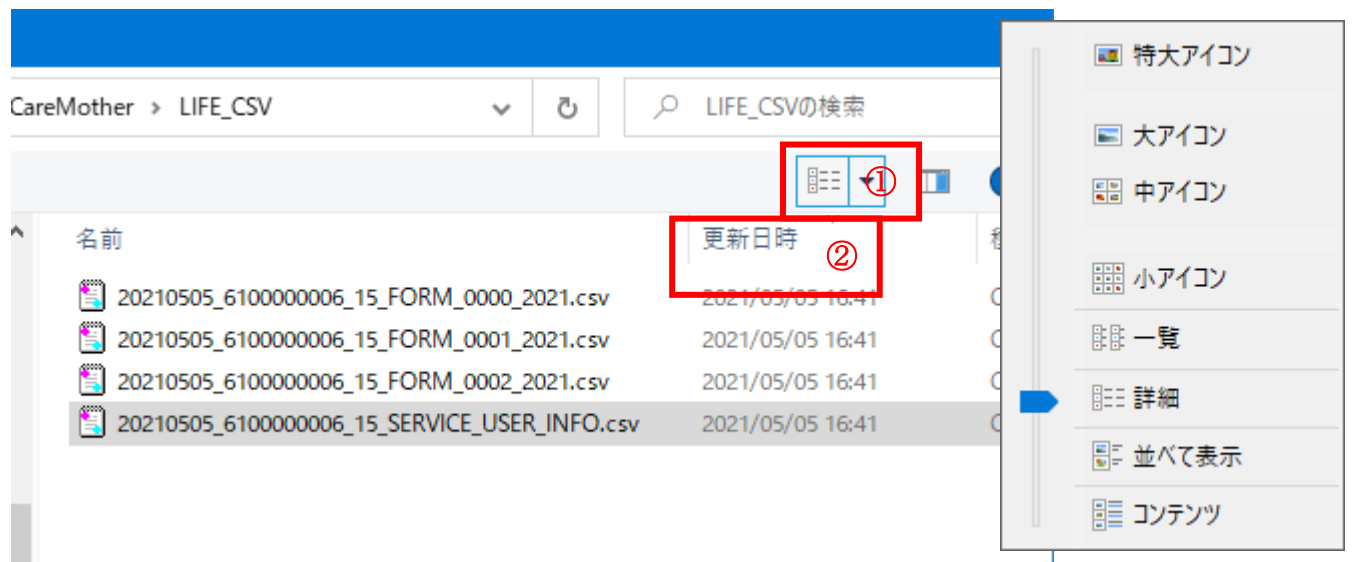 CareMother > LIFE_CSV
LIFE_CSVの検索
①
名前
更新日時
②
20210505_6100000006_15_FORM_0000_2021.csv
2021/05/05 16:41
20210505_6100000006_15_FORM_0001_2021.csv
2021/05/05 16:41
20210505_6100000006_15_FORM_0002_2021.csv
2021/05/05 16:41
20210505_6100000006_15_SERVICE_USER_INFO.csv
2021/05/05 16:41
特大アイコン
大アイコン
中アイコン
小アイコン
一覧
詳細
並べて表示
コンテンツ